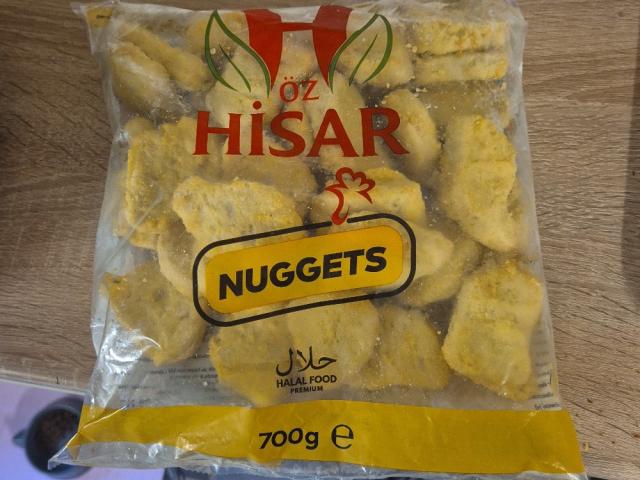 H
ÖZ
HİSAR
NUGGETS
حلال
HALAL FOOD
PREMIUM
700g ℮